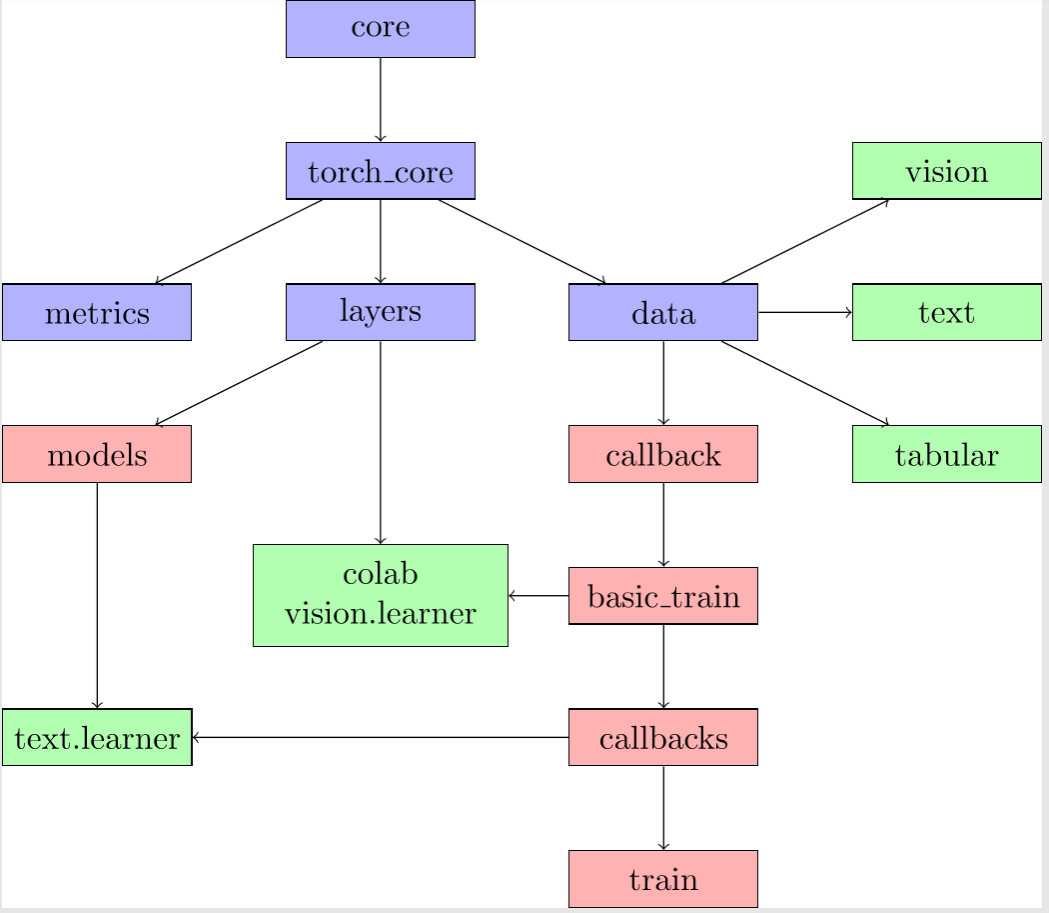 core
torch_core
vision
metrics
layers
data
text
models
callback
tabular
colab
vision.learner
basic_train
text.learner
callbacks
train